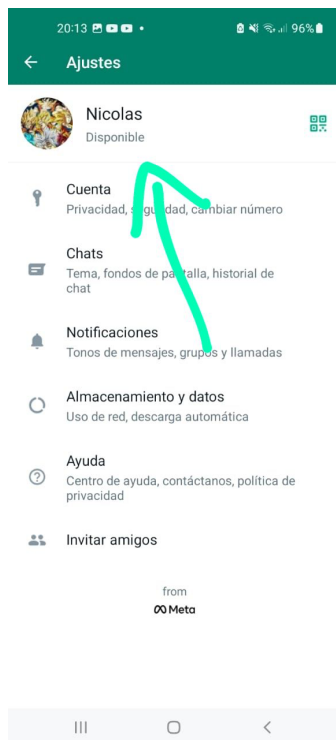 20:13
96%
Ajustes
Nicolas
Disponible
Cuenta
Privacidad, seguridad, cambiar número
Chats
Tema, fondos de pantalla, historial de
chat
Notificaciones
Tonos de mensajes, grupos y llamadas
Almacenamiento y datos
Uso de red, descarga automática
Ayuda
Centro de ayuda, contáctanos, política de
privacidad
Invitar amigos
from
Meta